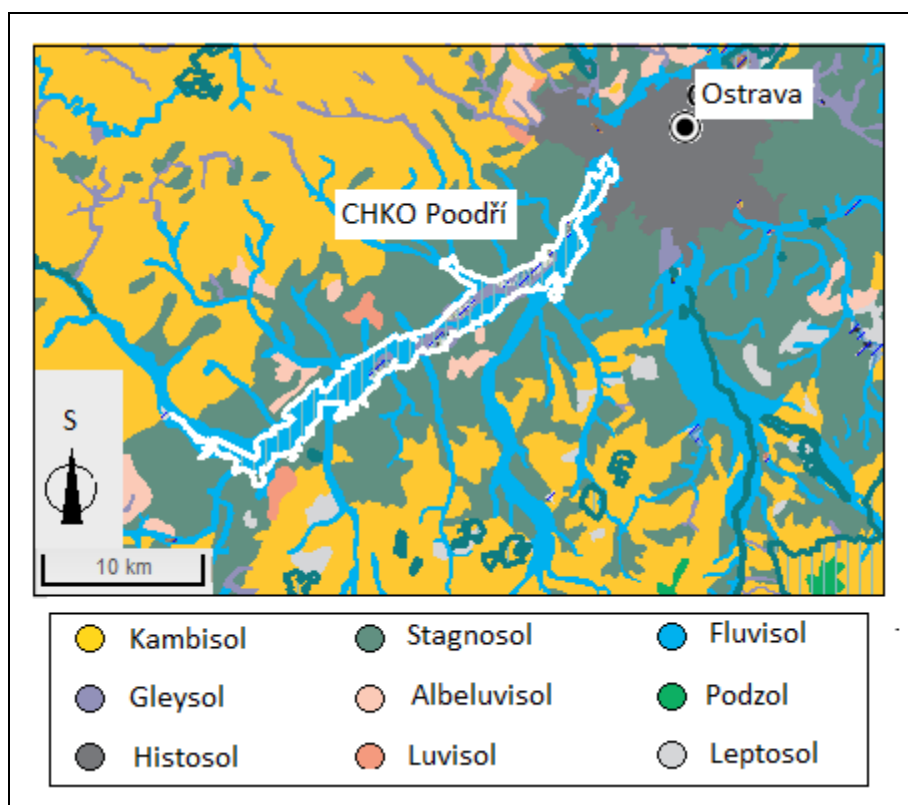 Ostrava
CHKO Poodří
S
10 km
Kambisol
Stagnosol
Fluvisol
Gleysol
Albeluvisol
Podzol
Histosol
Luvisol
Leptosol